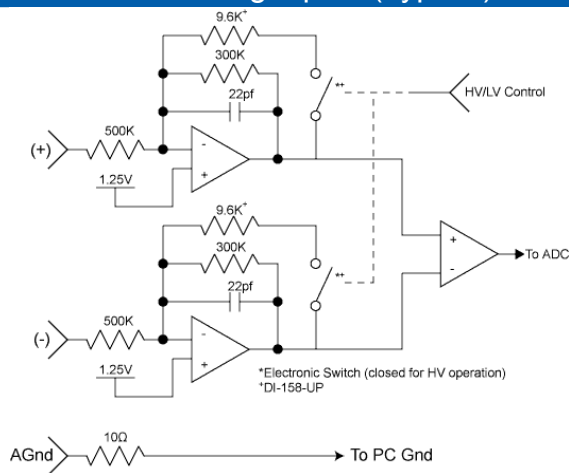 9.6K⁺
300K
22pf
500K
(+)
-
+
1.25V
*⁺
HV/LV Control
+
-
To ADC
9.6K⁺
300K
22pf
500K
(-)
-
+
1.25V
*⁺
*Electronic Switch (closed for HV operation)
⁺DI-158-UP
AGnd
10Ω
To PC Gnd